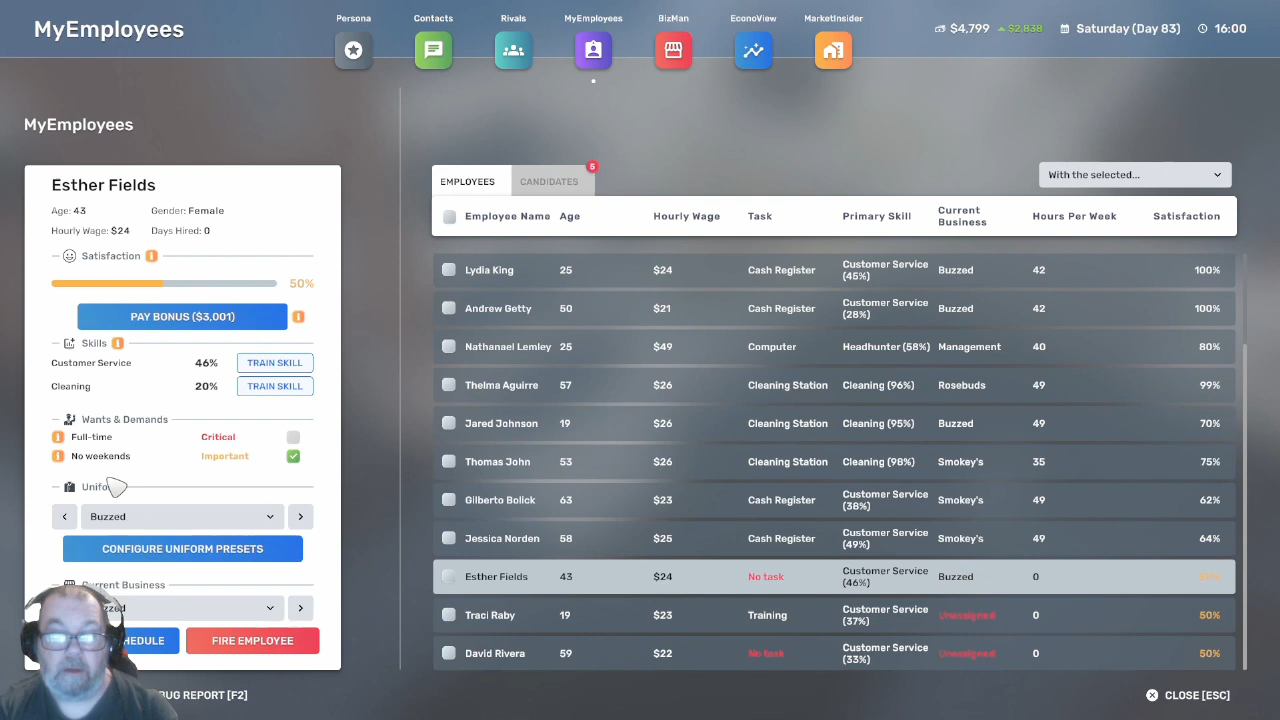 MyEmployees
Persona
Contacts
Rivals
MyEmployees
BizMan
EconoView
MarketInsider
$4,799 $2,838 Saturday (Day 83) 16:00
MyEmployees
Esther Fields
Age: 43 Gender: Female
Hourly Wage: $24 Days Hired: 0
Satisfaction
50%
PAY BONUS ($3,001)
Skills
Customer Service 46% TRAIN SKILL
Cleaning 20% TRAIN SKILL
Wants & Demands
Full-time Critical
No weekends Important
Buzzed
CONFIGURE UNIFORM PRESETS
Current Business
FIRE EMPLOYEE
REPORT [F2]
EMPLOYEES CANDIDATES 5
With the selected...
Employee Name Age Hourly Wage Task Primary Skill Current Business Hours Per Week Satisfaction
Lydia King 25 $24 Cash Register Customer Service (45%) Buzzed 42 100%
Andrew Getty 50 $21 Cash Register Customer Service (28%) Buzzed 42 100%
Nathanael Lemley 25 $49 Computer Headhunter (58%) Management 40 80%
Thelma Aguirre 57 $26 Cleaning Station Cleaning (96%) Rosebuds 49 99%
Jared Johnson 19 $26 Cleaning Station Cleaning (95%) Buzzed 49 70%
Thomas John 53 $26 Cleaning Station Cleaning (98%) Smokey's 35 75%
Gilberto Bolick 63 $23 Cash Register Customer Service (38%) Smokey's 49 62%
Jessica Norden 58 $25 Cash Register Customer Service (49%) Smokey's 49 64%
Esther Fields 43 $24 No task Customer Service (46%) Buzzed 0 50%
Traci Raby 19 $23 Training Customer Service (37%) Unassigned 0 50%
David Rivera 59 $22 No task Customer Service (33%) Unassigned 0 50%
CLOSE [ESC]